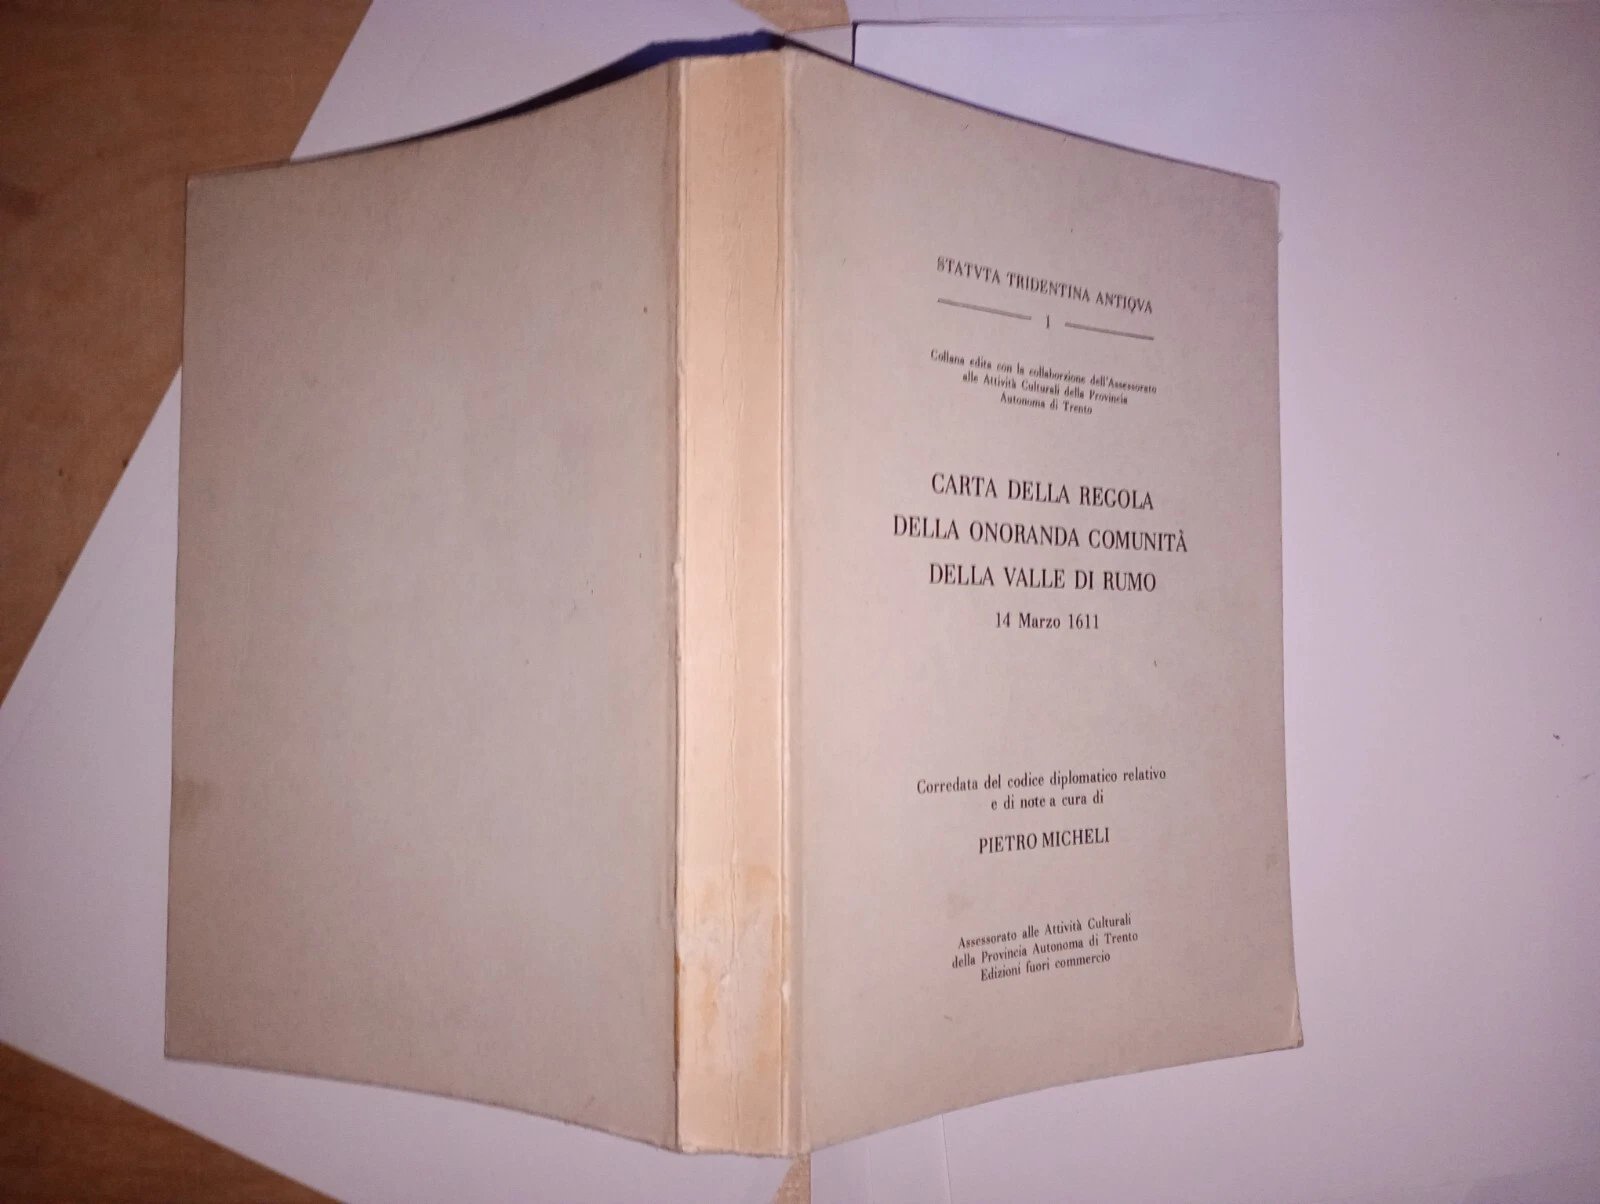 STATVTA TRIDENTINA ANTIQVA
1
Collana edita con la collaborzione dell'Assessorato
alle Attività Culturali della Provincia
Autonoma di Trento
CARTA DELLA REGOLA
DELLA ONORANDA COMUNITÀ
DELLA VALLE DI RUMO
14 Marzo 1611
Corredata del codice diplomatico relativo
e di note a cura di
PIETRO MICHELI
Assessorato alle Attività Culturali
della Provincia Autonoma di Trento
Edizioni fuori commercio